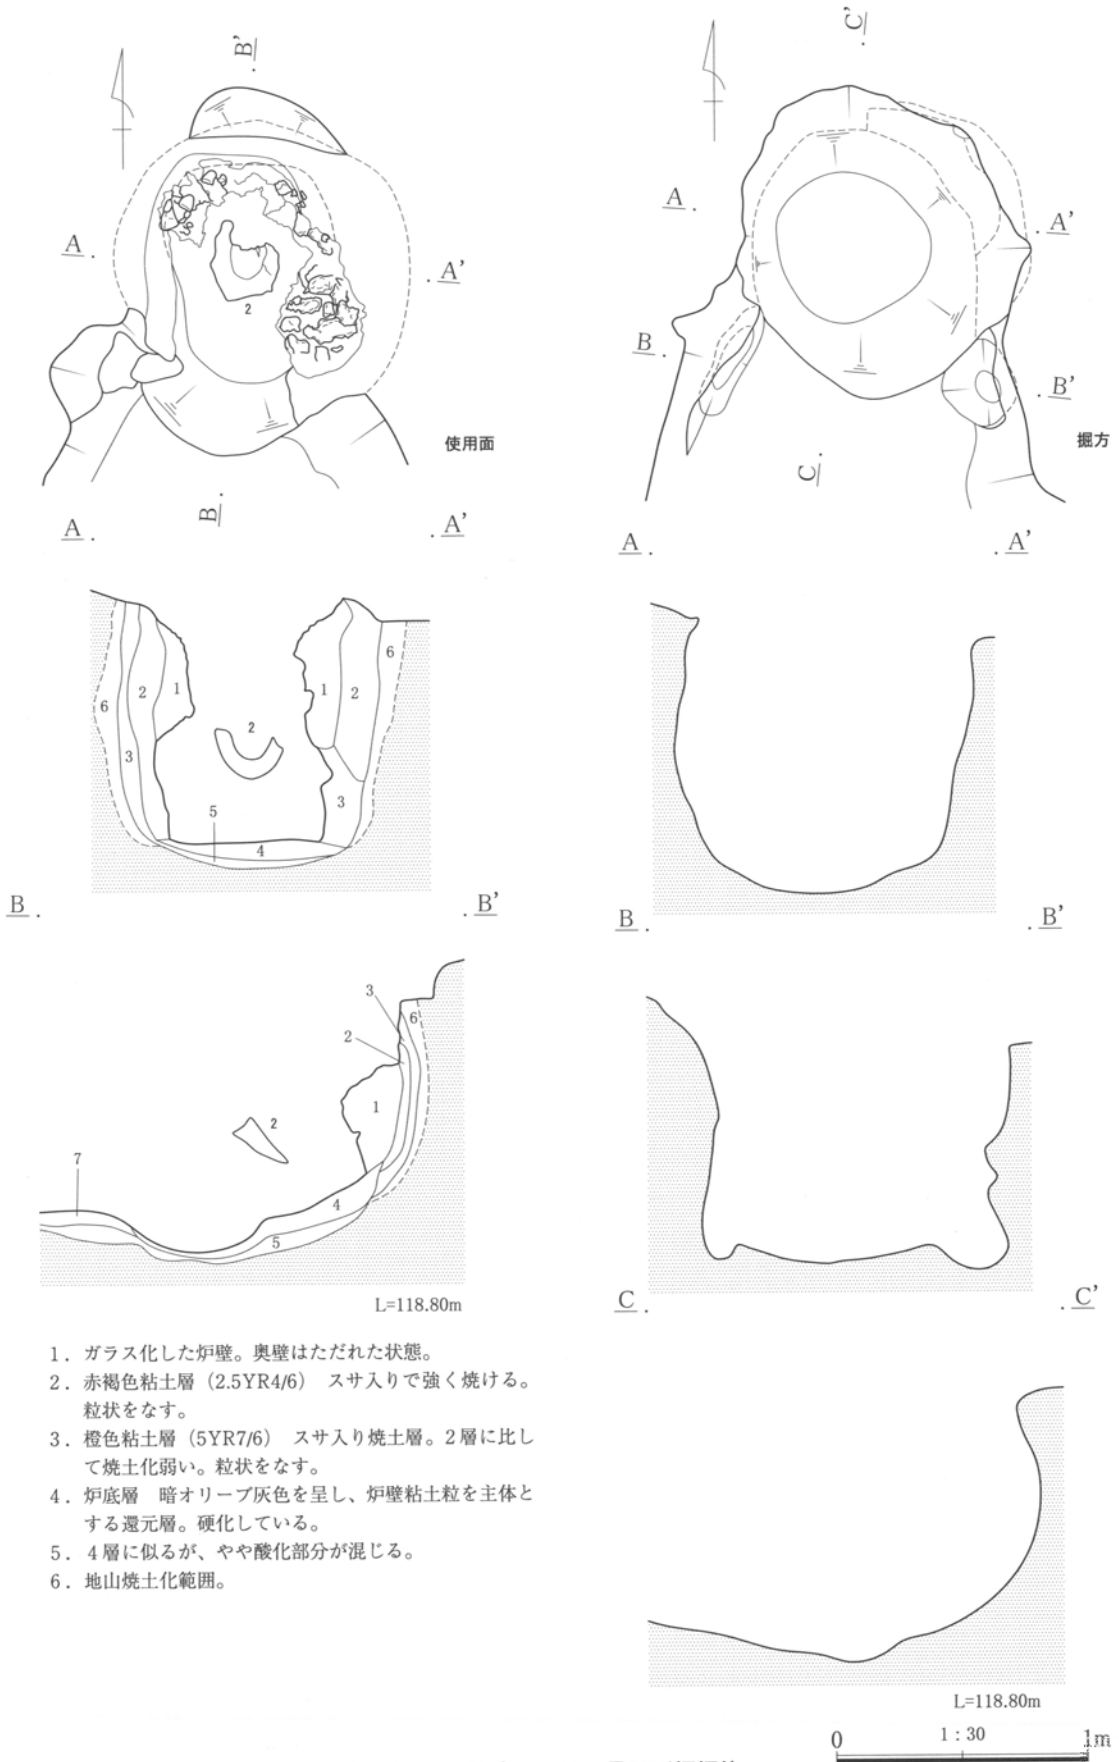 B'
C'
A
A'
2
使用面
B
A
A'
B
B'
掘方
C
A
A'
A
A'
6
2
1
3
2
1
2
6
5
3
4
B
B'
B
B'
3
6
2
1
2
7
4
5
L=118.80m
C
C'
1．ガラス化した炉壁。奥壁はただれた状態。
2．赤褐色粘土層（2.5YR4/6）　スサ入りで強く焼ける。
粒状をなす。
3．橙色粘土層（5YR7/6）　スサ入り焼土層。2層に比し
て焼土化弱い。粒状をなす。
4．炉底層　暗オリーブ灰色を呈し、炉壁粘土粒を主体と
する還元層。硬化している。
5．4層に似るが、やや酸化部分が混じる。
6．地山焼土化範囲。
L=118.80m
0　1：30　1m